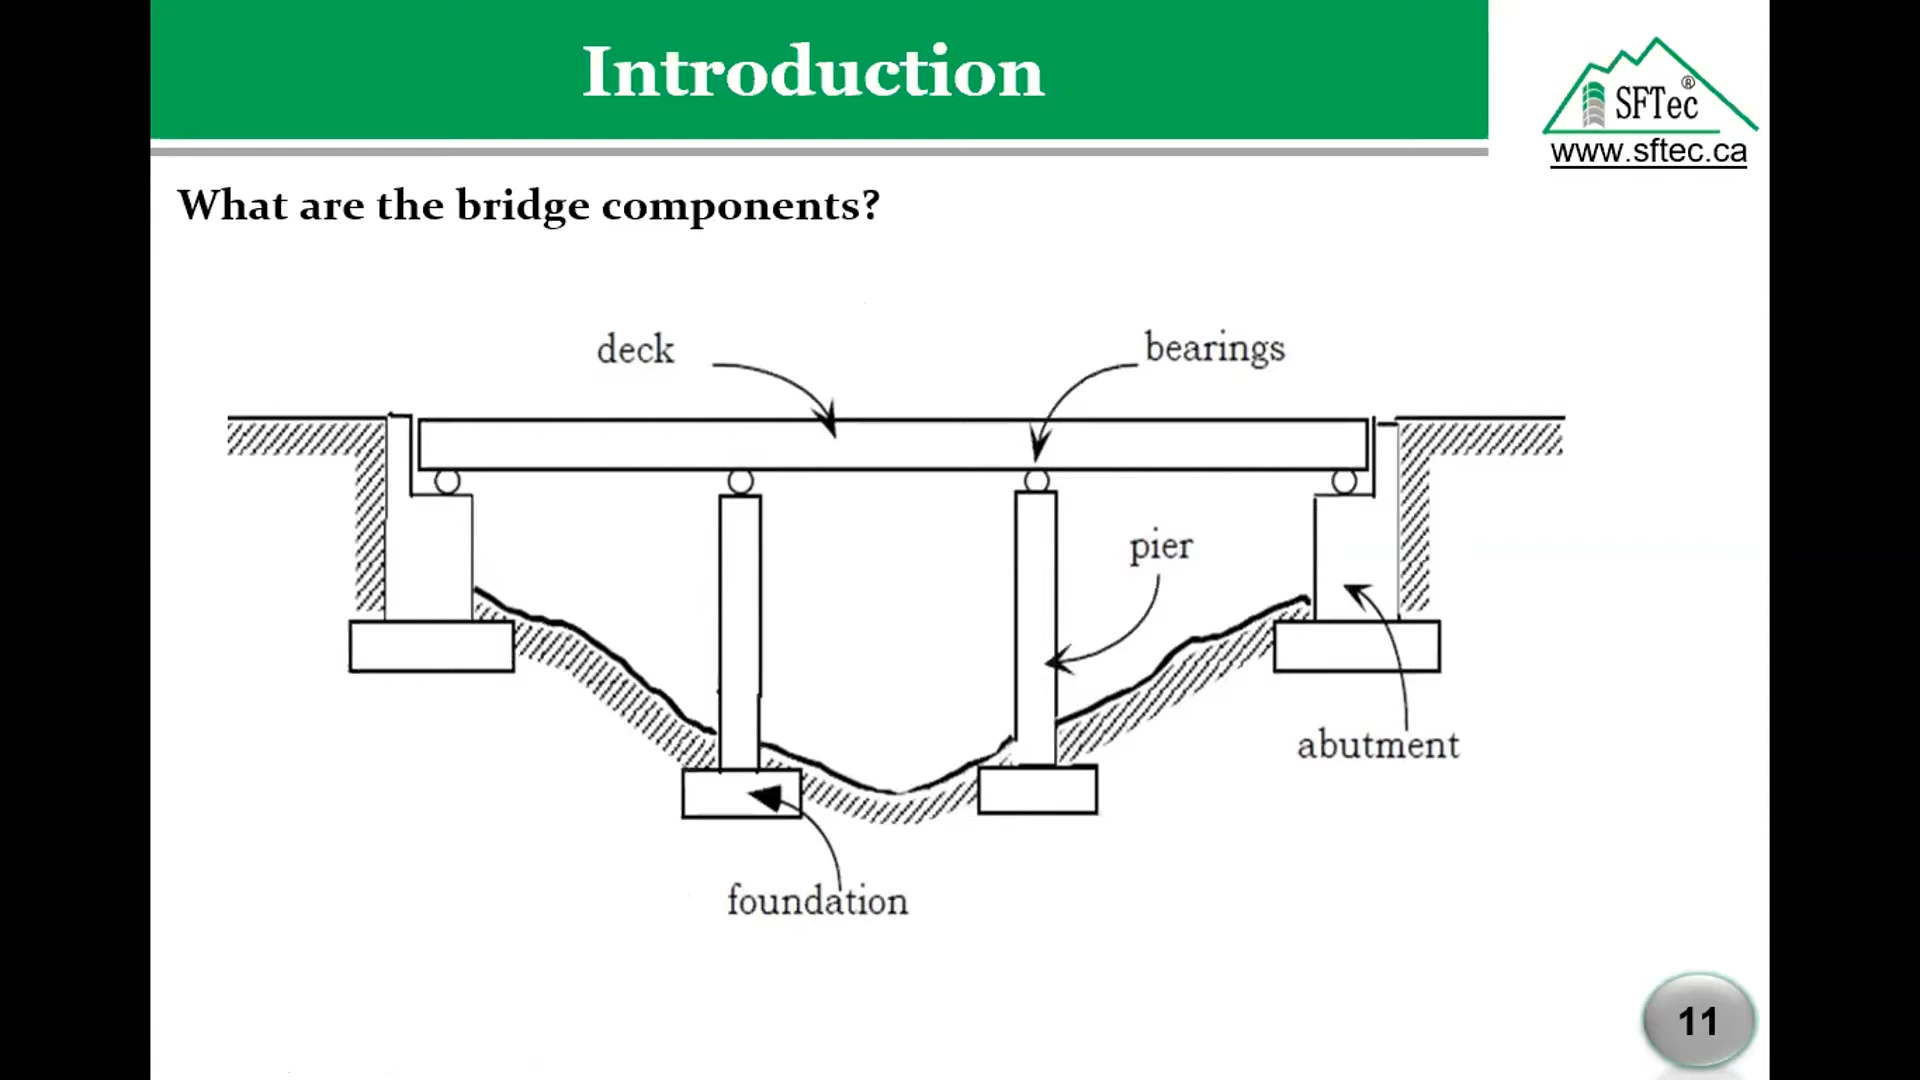 Introduction
SFTec®
www.sftec.ca
What are the bridge components?
deck
bearings
pier
abutment
foundation
11